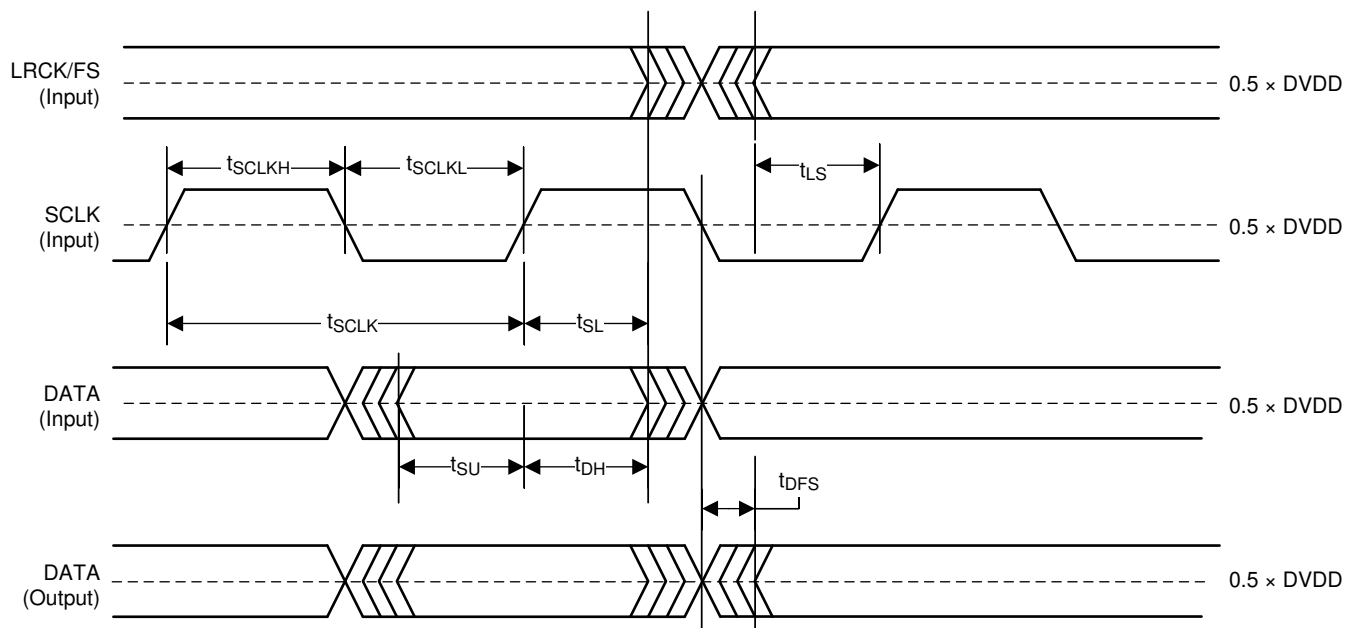 LRCK/FS
(Input)
0.5 × DVDD
tSCLKH
tSCLKL
tLS
SCLK
(Input)
0.5 × DVDD
tSCLK
tSL
DATA
(Input)
0.5 × DVDD
tSU
tDH
tDFS
DATA
(Output)
0.5 × DVDD